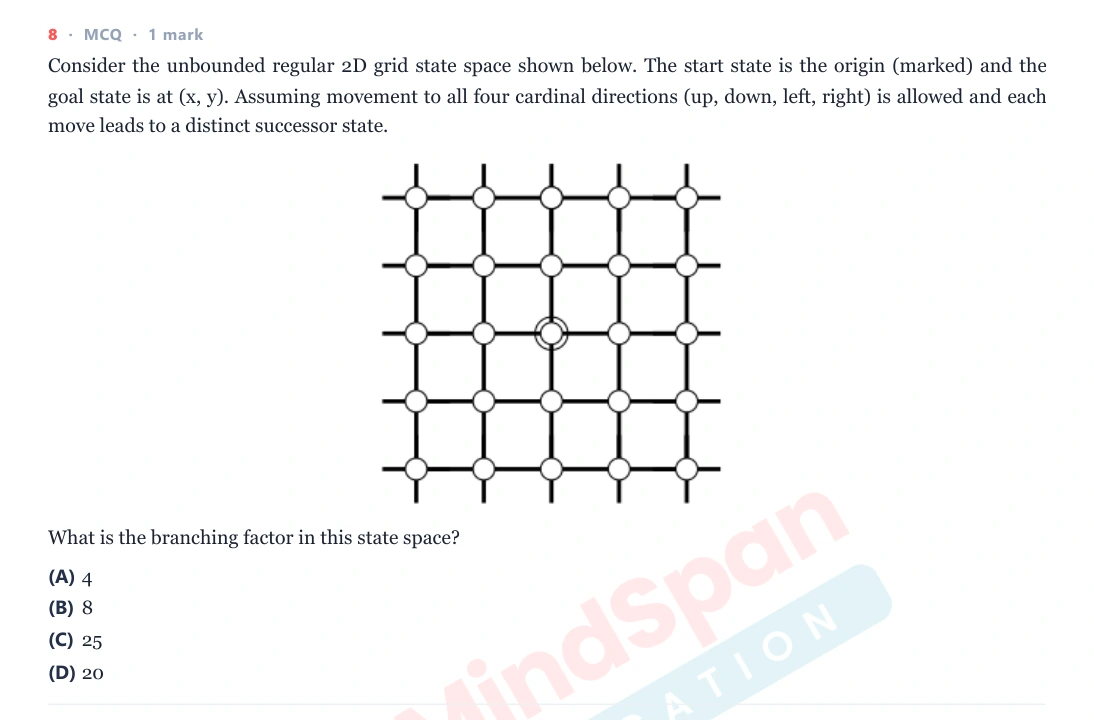 8 · MCQ · 1 mark
Consider the unbounded regular 2D grid state space shown below. The start state is the origin (marked) and the
goal state is at (x, y). Assuming movement to all four cardinal directions (up, down, left, right) is allowed and each
move leads to a distinct successor state.
What is the branching factor in this state space?
(A) 4
(B) 8
(C) 25
(D) 20
MindSpan
ATION